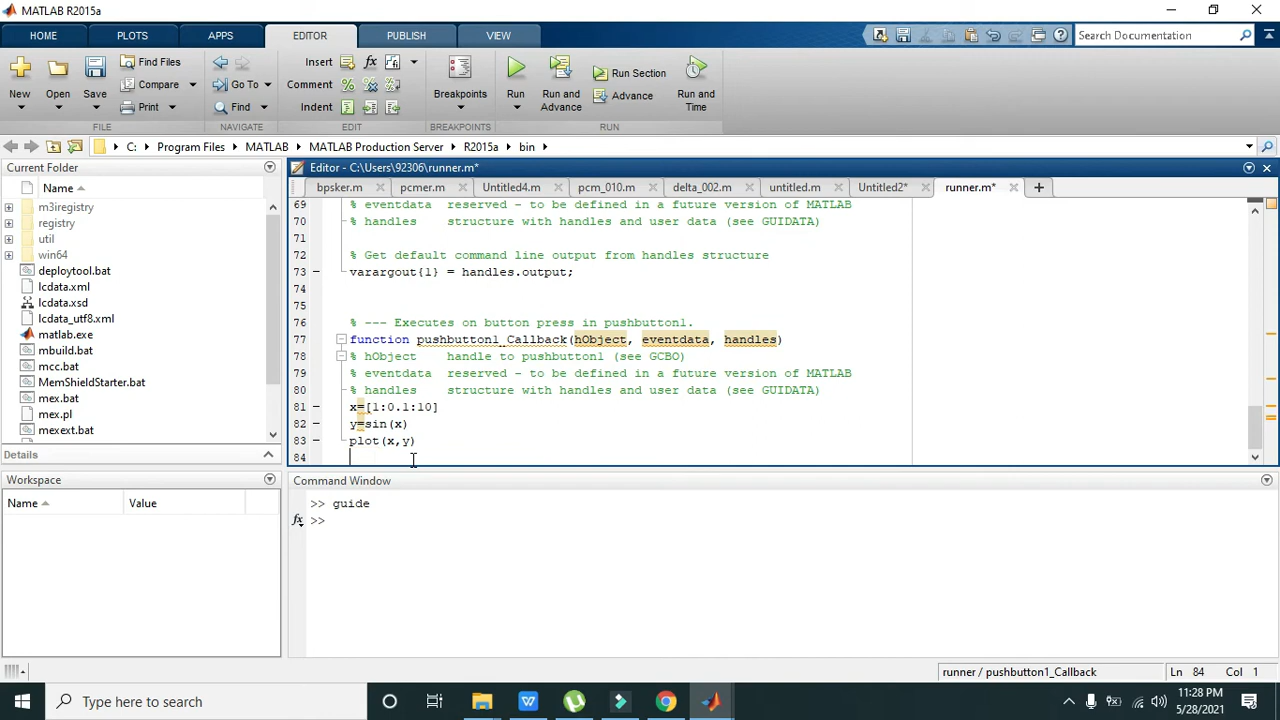 MATLAB R2015a
HOME PLOTS APPS EDITOR PUBLISH VIEW
Search Documentation
New Open Save
Find Files
Compare
Print
FILE
Go To
Find
NAVIGATE
Insert
Comment
Indent
EDIT
Breakpoints
BREAKPOINTS
Run
Run and Advance
Run Section
Advance
Run and Time
RUN
C: Program Files MATLAB MATLAB Production Server R2015a bin
Current Folder
Name
m3iregistry
registry
util
win64
deploytool.bat
lcdata.xml
lcdata.xsd
lcdata_utf8.xml
matlab.exe
mbuild.bat
mcc.bat
MemShieldStarter.bat
mex.bat
mex.pl
mexext.bat
Details
Workspace
Name Value
Editor - C:\Users\92306\runner.m*
bpsker.m pcmer.m Untitled4.m pcm_010.m delta_002.m untitled.m Untitled2* runner.m*
69 % eventdata  reserved - to be defined in a future version of MATLAB
70 % handles    structure with handles and user data (see GUIDATA)
71
72 % Get default command line output from handles structure
73 varargout{1} = handles.output;
74
75
76 % --- Executes on button press in pushbutton1.
77 function pushbutton1_Callback(hObject, eventdata, handles)
78 % hObject    handle to pushbutton1 (see GCBO)
79 % eventdata  reserved - to be defined in a future version of MATLAB
80 % handles    structure with handles and user data (see GUIDATA)
81 x=[1:0.1:10]
82 y=sin(x)
83 plot(x,y)
84
Command Window
>> guide
fx >>
runner / pushbutton1_Callback Ln 84 Col 1
Type here to search
11:28 PM
5/28/2021